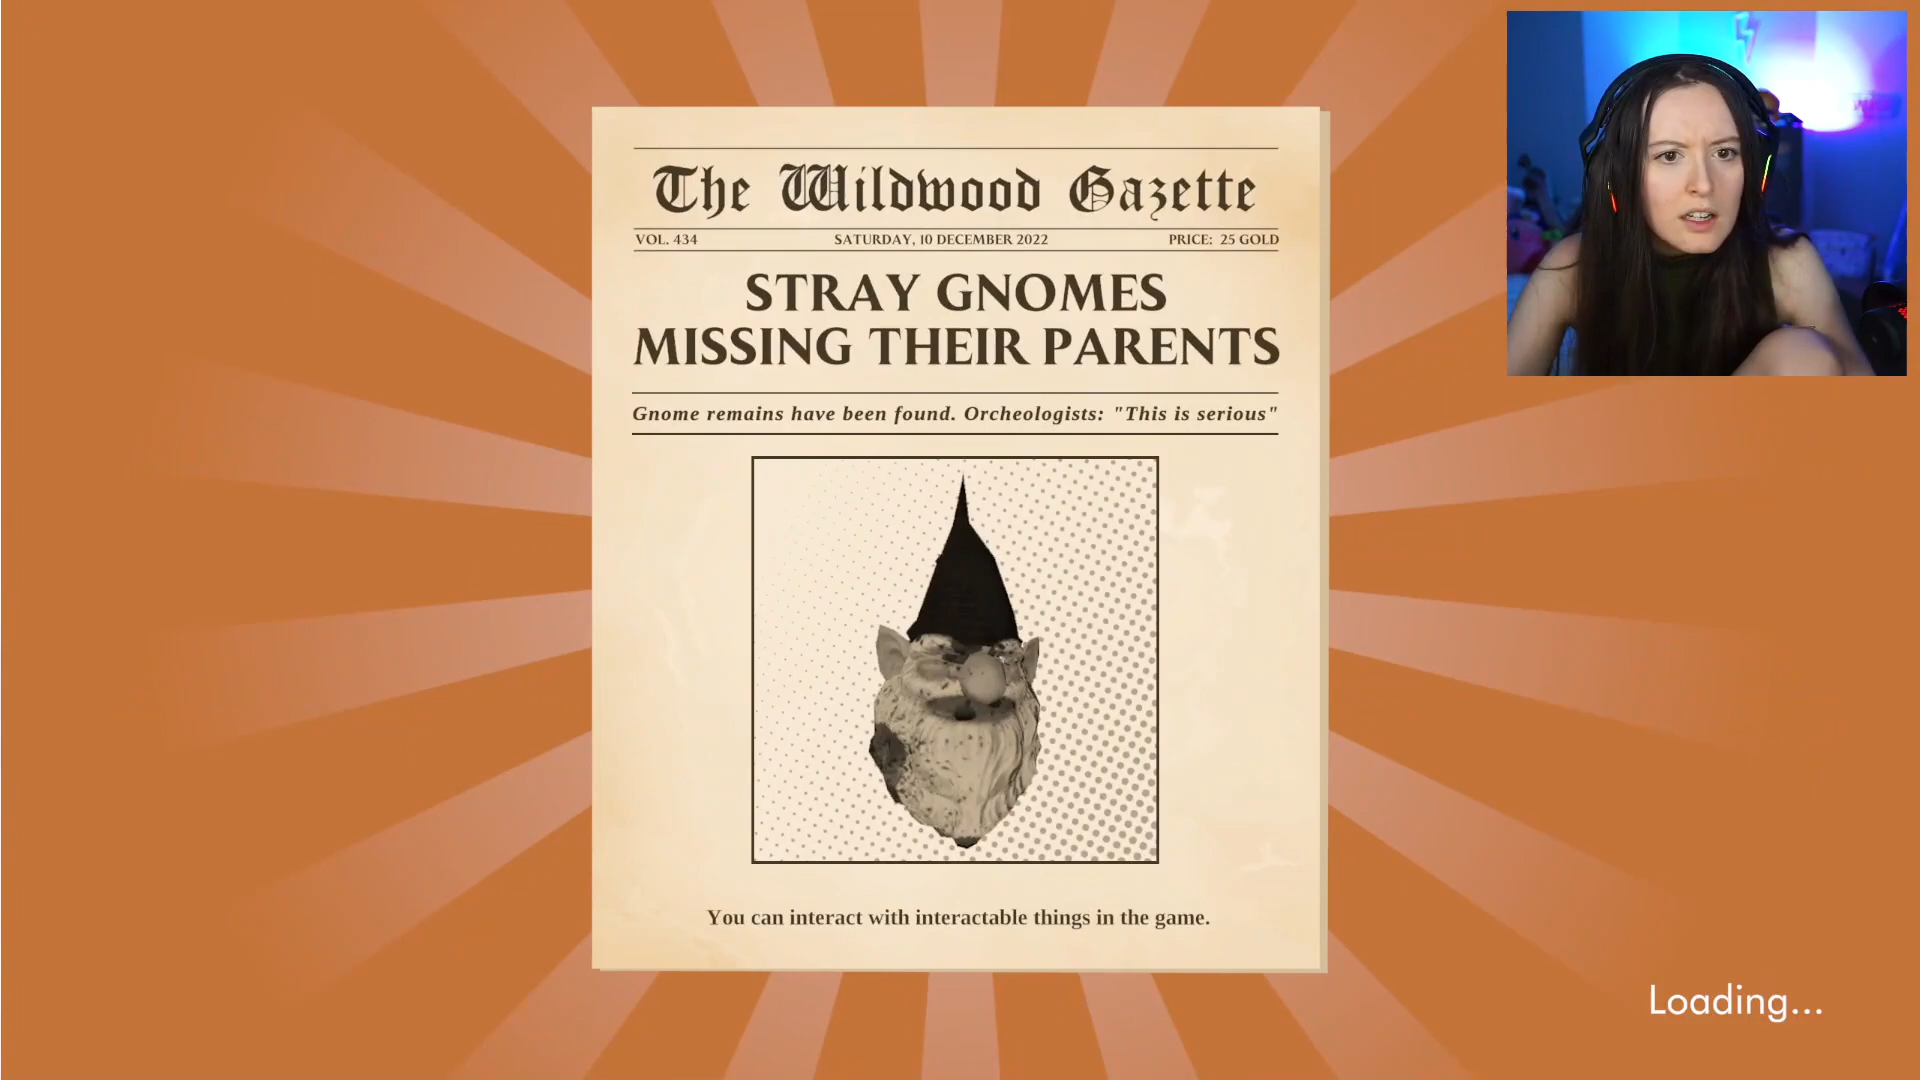 The Wildwood Gazette
VOL. 434 SATURDAY, 10 DECEMBER 2022 PRICE: 25 GOLD
STRAY GNOMES
MISSING THEIR PARENTS
Gnome remains have been found. Orcheologists: "This is serious"
You can interact with interactable things in the game.
Loading...